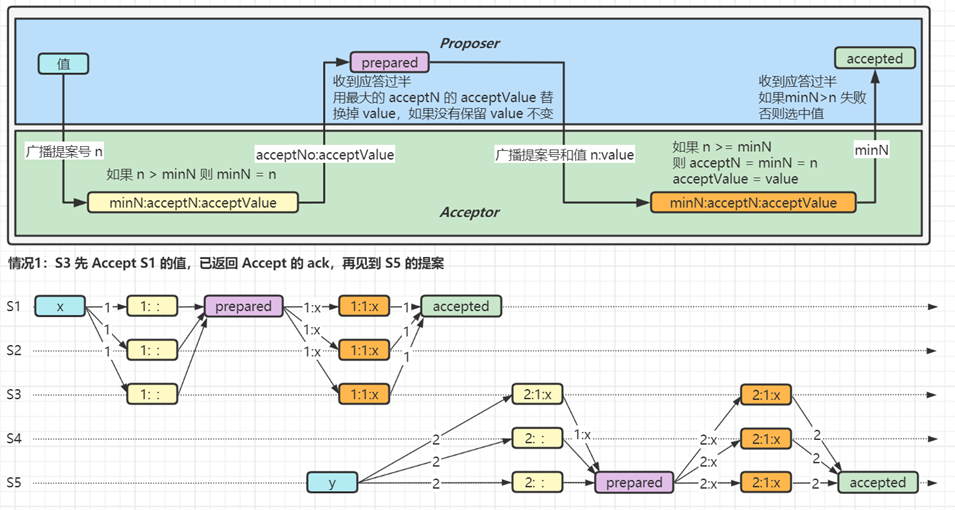 Proposer
值
prepared
accepted
收到应答过半
用最大的 acceptN 的 acceptValue 替
换掉 value，如果没有保留 value 不变
收到应答过半
如果minN>n 失败
否则选中值
广播提案号 n
acceptNo:acceptValue
广播提案号和值 n:value
minN
如果 n > minN 则 minN = n
如果 n >= minN
则 acceptN = minN = n
acceptValue = value
minN:acceptN:acceptValue
minN:acceptN:acceptValue
Acceptor
情况1：S3 先 Accept S1 的值，已返回 Accept 的 ack，再见到 S5 的提案
S1 x 1 1: : prepared 1:x 1:1:x 1 accepted
S2 1 1: : 1:x 1:1:x 1
S3 1 1: : 1:x 1:1:x 1 2:1:x 2:1:x
S4 2 2: : 1:x 2:x 2:1:x 2
2 2:x 2
S5 y 2 2: : prepared 2:x 2:1:x 2 accepted